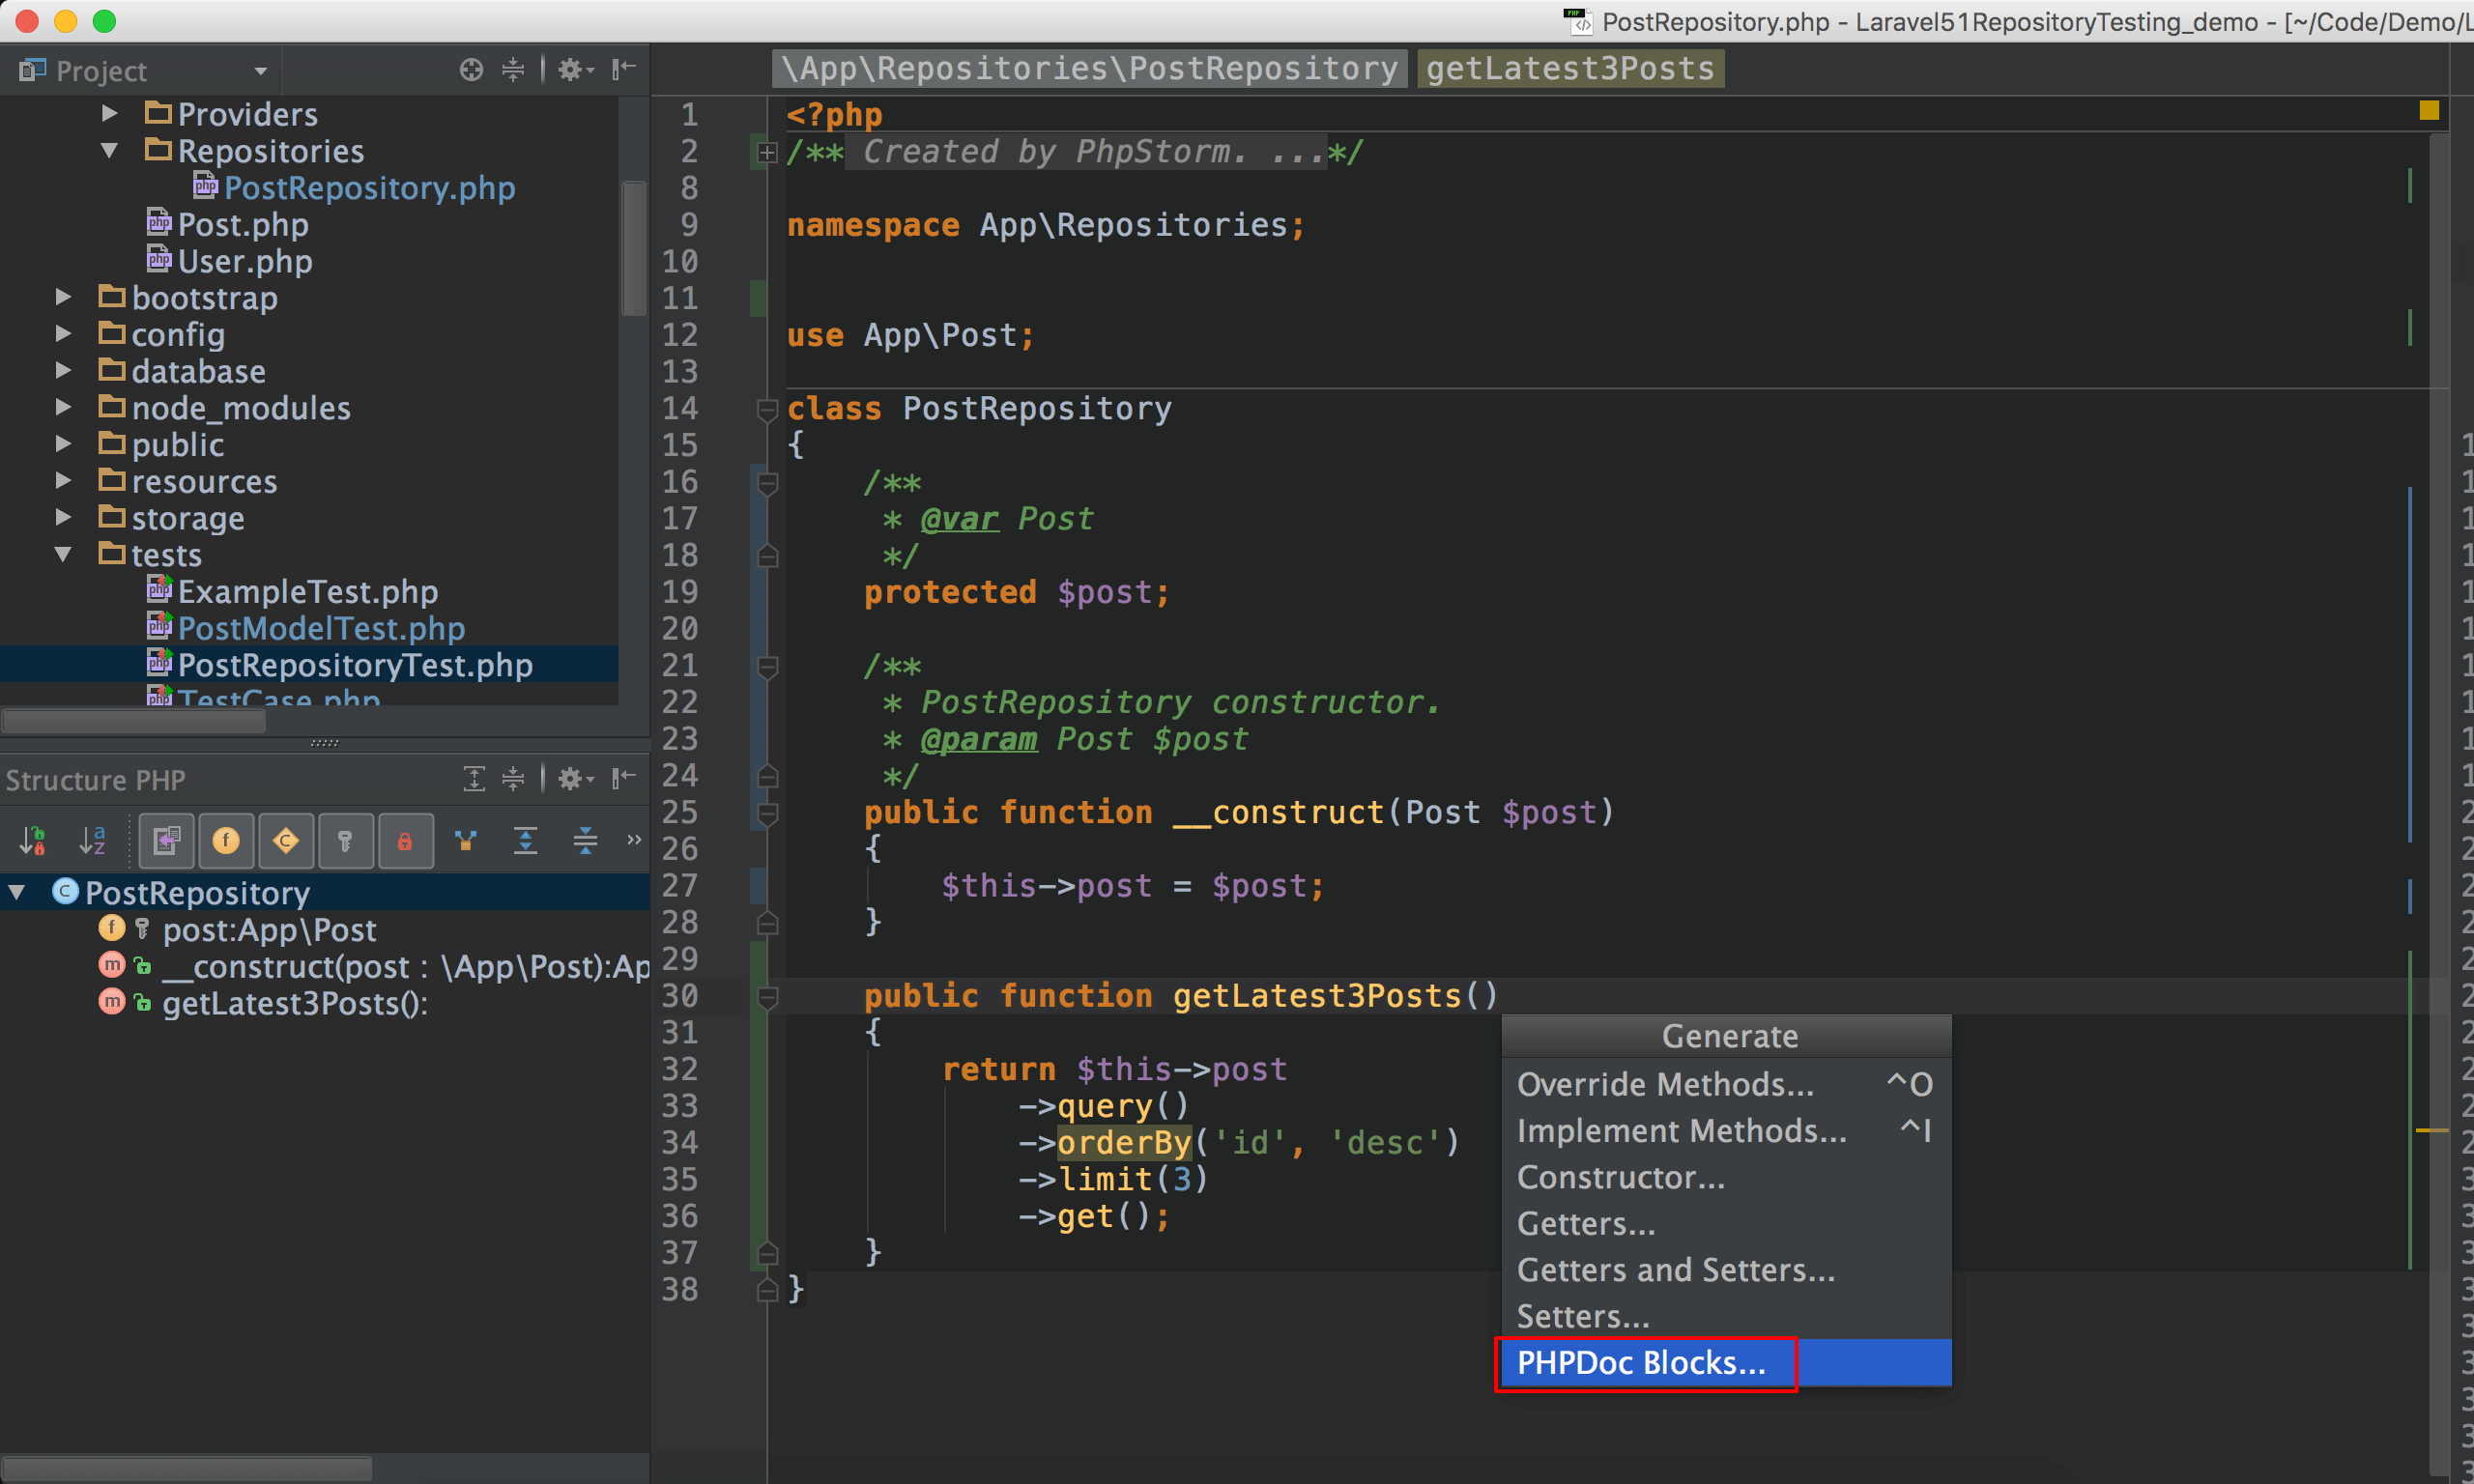 PostRepository.php - Laravel51RepositoryTesting_demo - [~/Code/Demo/L
Project
\App\Repositories\PostRepository getLatest3Posts
Providers
Repositories
PostRepository.php
Post.php
User.php
bootstrap
config
database
node_modules
public
resources
storage
tests
ExampleTest.php
PostModelTest.php
PostRepositoryTest.php
TestCase.php
Structure PHP
PostRepository
post:App\Post
__construct(post : \App\Post):Ap
getLatest3Posts():
1 <?php
2 /** Created by PhpStorm. ...*/
8
9 namespace App\Repositories;
10
11
12 use App\Post;
13
14 class PostRepository
15 {
16 /**
17 * @var Post
18 */
19 protected $post;
20
21 /**
22 * PostRepository constructor.
23 * @param Post $post
24 */
25 public function __construct(Post $post)
26 {
27 $this->post = $post;
28 }
29
30 public function getLatest3Posts()
31 {
32 return $this->post
33 ->query()
34 ->orderBy('id', 'desc')
35 ->limit(3)
36 ->get();
37 }
38 }
Generate
Override Methods... ^O
Implement Methods... ^I
Constructor...
Getters...
Getters and Setters...
Setters...
PHPDoc Blocks...